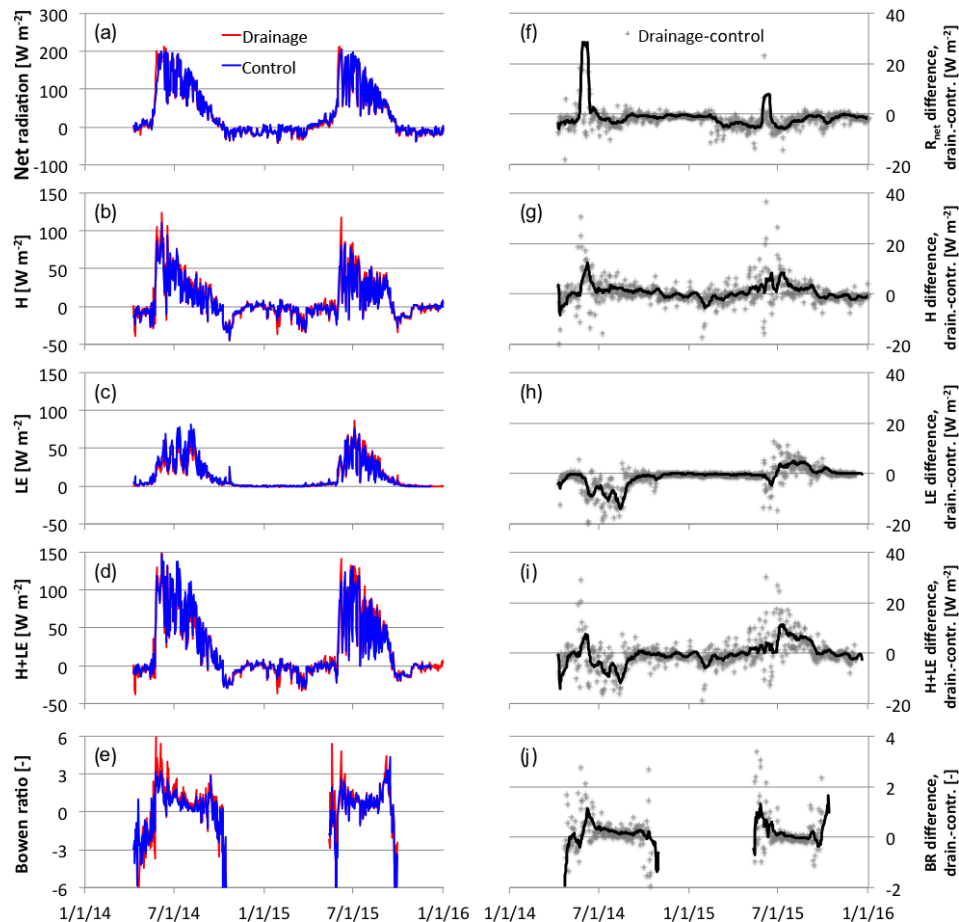 (a)
Drainage
Control
Net radiation [W m-2]
300
200
100
0
-100
(f)
Drainage-control
40
20
0
-20
Rnet difference,
drain.-contr. [W m-2]
(b)
H [W m-2]
150
100
50
0
-50
(g)
40
20
0
-20
H difference,
drain.-contr. [W m-2]
(c)
LE [W m-2]
150
100
50
0
-50
(h)
40
20
0
-20
LE difference,
drain.-contr. [W m-2]
(d)
H+LE [W m-2]
150
100
50
0
-50
(i)
40
20
0
-20
H+LE difference,
drain.-contr. [W m-2]
(e)
Bowen ratio [-]
6
3
0
-3
-6
(j)
4
2
0
-2
BR difference,
drain.-contr. [-]
1/1/14
7/1/14
1/1/15
7/1/15
1/1/16
1/1/14
7/1/14
1/1/15
7/1/15
1/1/16